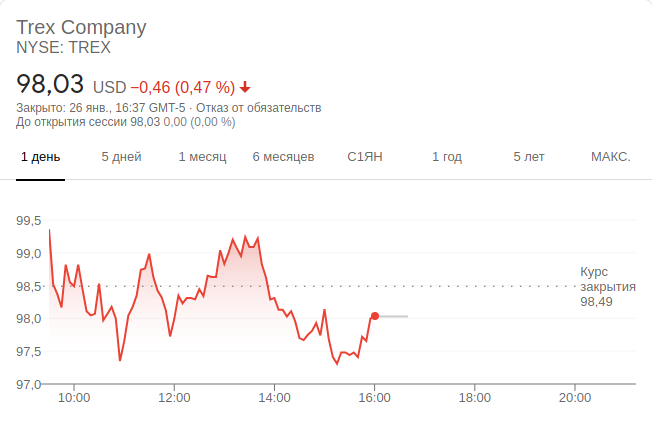 Trex Company
NYSE: TREX
98,03 USD −0,46 (0,47 %)
Закрыто: 26 янв., 16:37 GMT-5 · Отказ от обязательств
До открытия сессии 98,03 0,00 (0,00 %)
1 день 5 дней 1 месяц 6 месяцев С1ЯН 1 год 5 лет МАКС.
99,5
99,0
98,5
98,0
97,5
97,0
Курс
закрытия
98,49
10:00 12:00 14:00 16:00 18:00 20:00